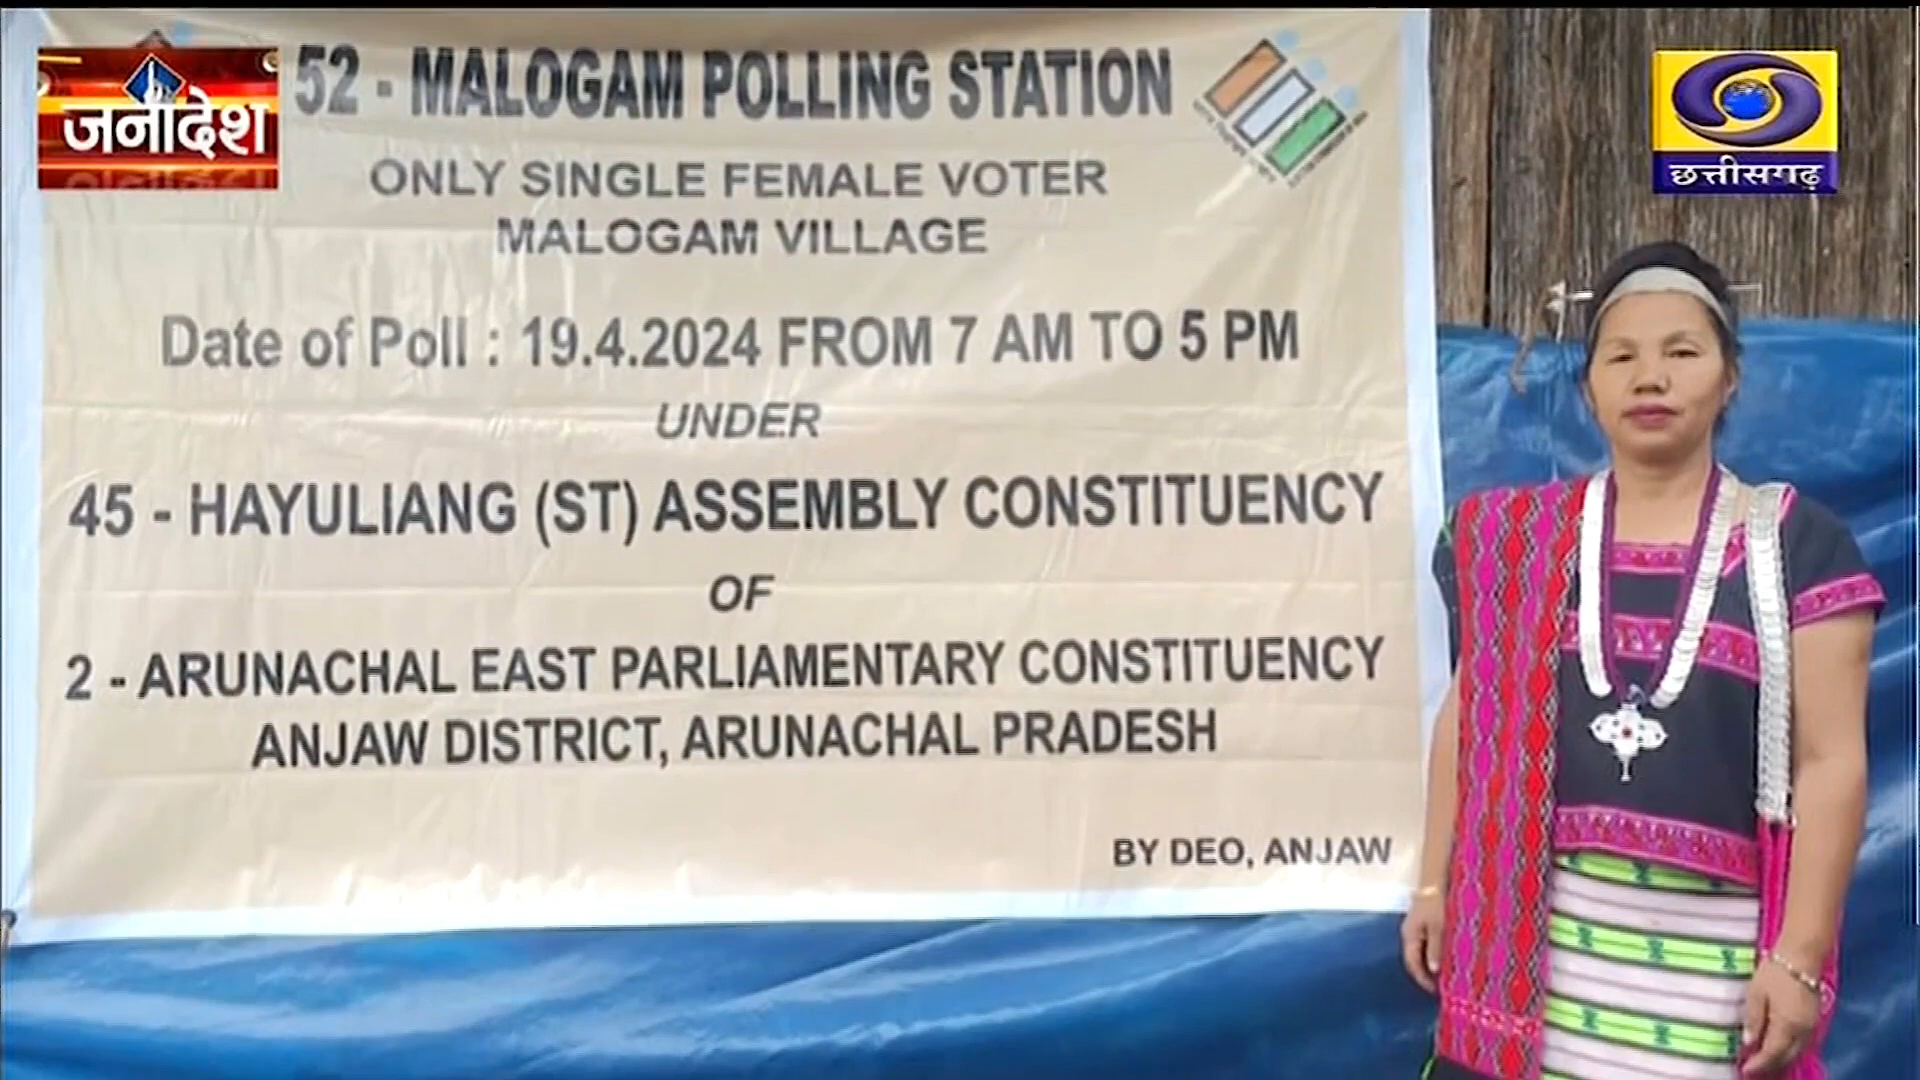 जनादेश
52 - MALOGAM POLLING STATION
ONLY SINGLE FEMALE VOTER
MALOGAM VILLAGE
Date of Poll : 19.4.2024 FROM 7 AM TO 5 PM
UNDER
45 - HAYULIANG (ST) ASSEMBLY CONSTITUENCY
OF
2 - ARUNACHAL EAST PARLIAMENTARY CONSTITUENCY
ANJAW DISTRICT, ARUNACHAL PRADESH
BY DEO, ANJAW
छत्तीसगढ़